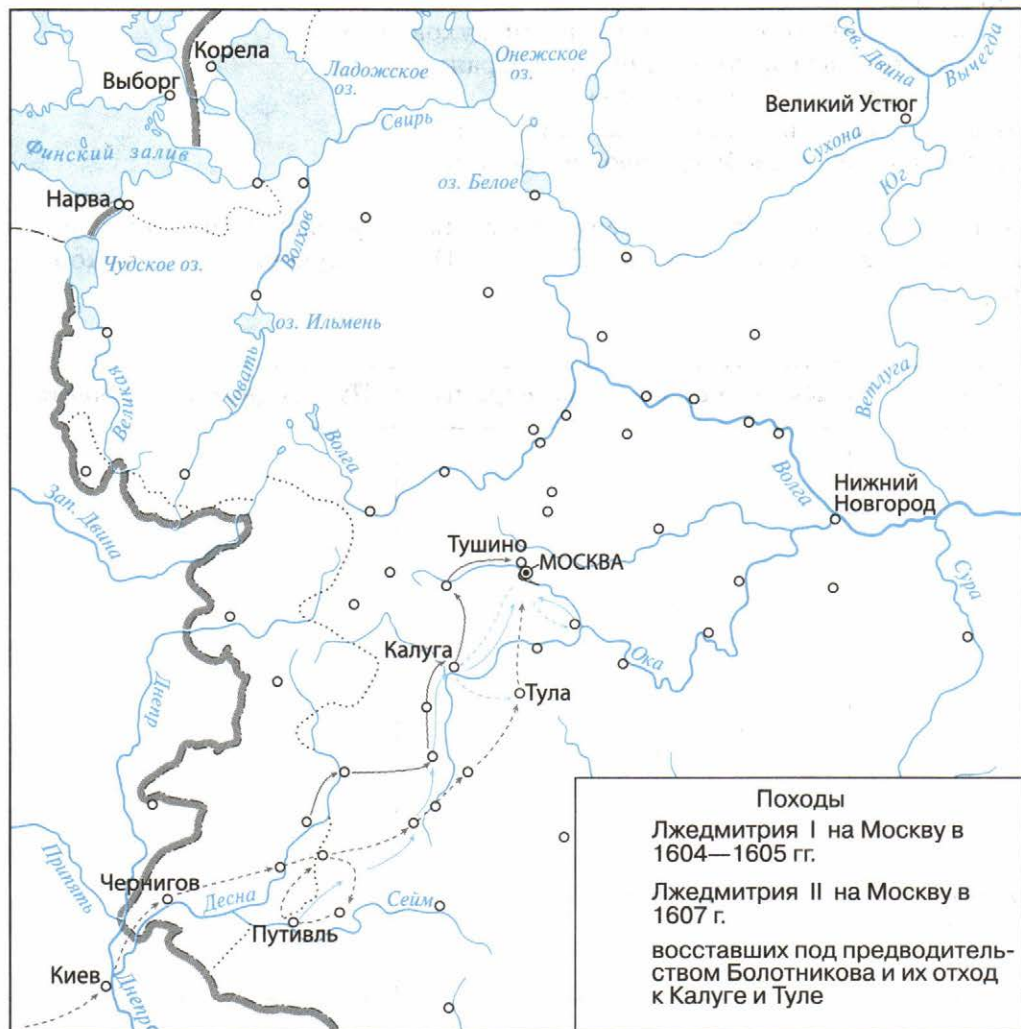 Корела
Выборг
Ладожское
оз.
Онежское
оз.
Сев. Двина
Вычегда
Великий Устюг
Свирь
Сухона
Финский залив
оз. Белое
Юг
Нарва
Волхов
Чудское оз.
оз. Ильмень
Великая
Ловать
Ветлуга
Волга
Волга
Нижний
Новгород
Зап. Двина
Тушино
МОСКВА
Сура
Калуга
Ока
Тула
Днепр
Припять
Чернигов
Десна
Сейм
Путивль
Киев
Днепр
Походы
Лжедмитрия I на Москву в
1604—1605 гг.
Лжедмитрия II на Москву в
1607 г.
восставших под предводитель-
ством Болотникова и их отход
к Калуге и Туле